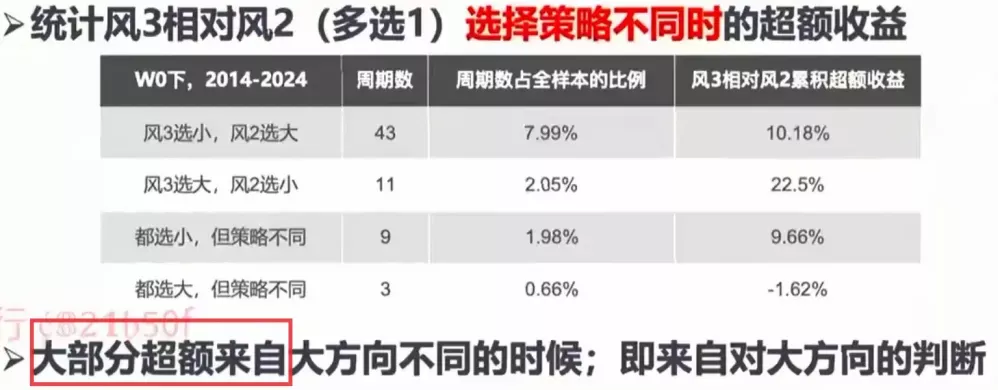 ➢统计风3相对风2（多选1）选择策略不同时的超额收益
W0下，2014-2024 周期数 周期数占全样本的比例 风3相对风2累积超额收益
风3选小，风2选大 43 7.99% 10.18%
风3选大，风2选小 11 2.05% 22.5%
都选小，但策略不同 9 1.98% 9.66%
都选大，但策略不同 3 0.66% -1.62%
➢大部分超额来自大方向不同的时候；即来自对大方向的判断